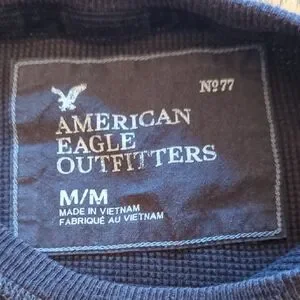 Nº77
AMERICAN
EAGLE
OUTFITTERS
M/M
MADE IN VIETNAM
FABRIQUÉ AU VIETNAM